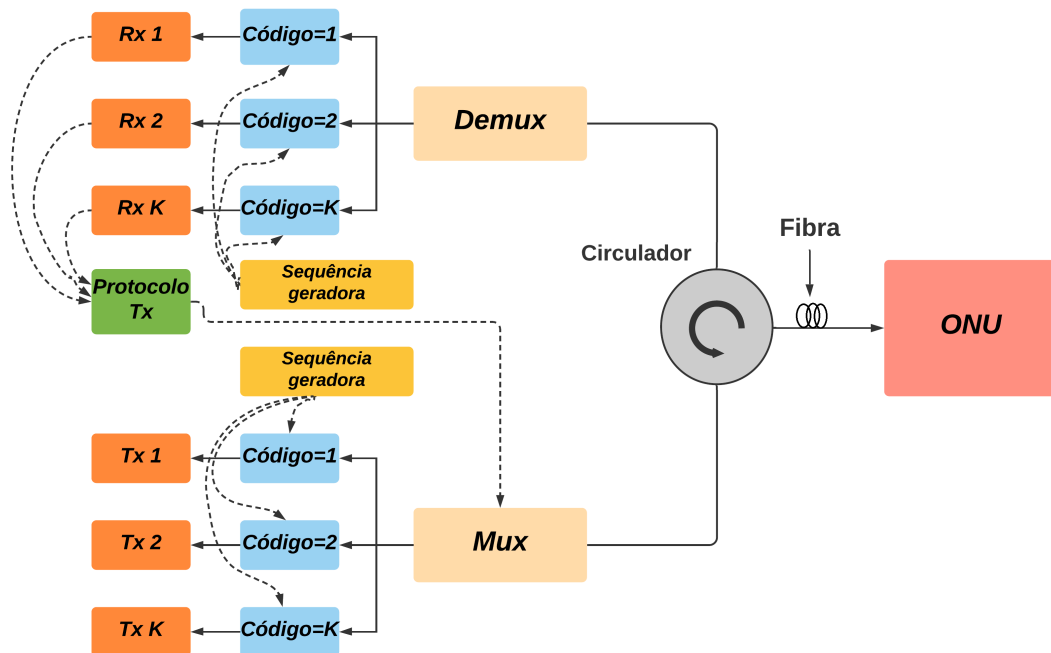 Rx 1
Código=1
Rx 2
Código=2
Demux
Rx K
Código=K
Fibra
Circulador
Protocolo
Tx
Sequência
geradora
ONU
Sequência
geradora
Tx 1
Código=1
Tx 2
Código=2
Mux
Tx K
Código=K